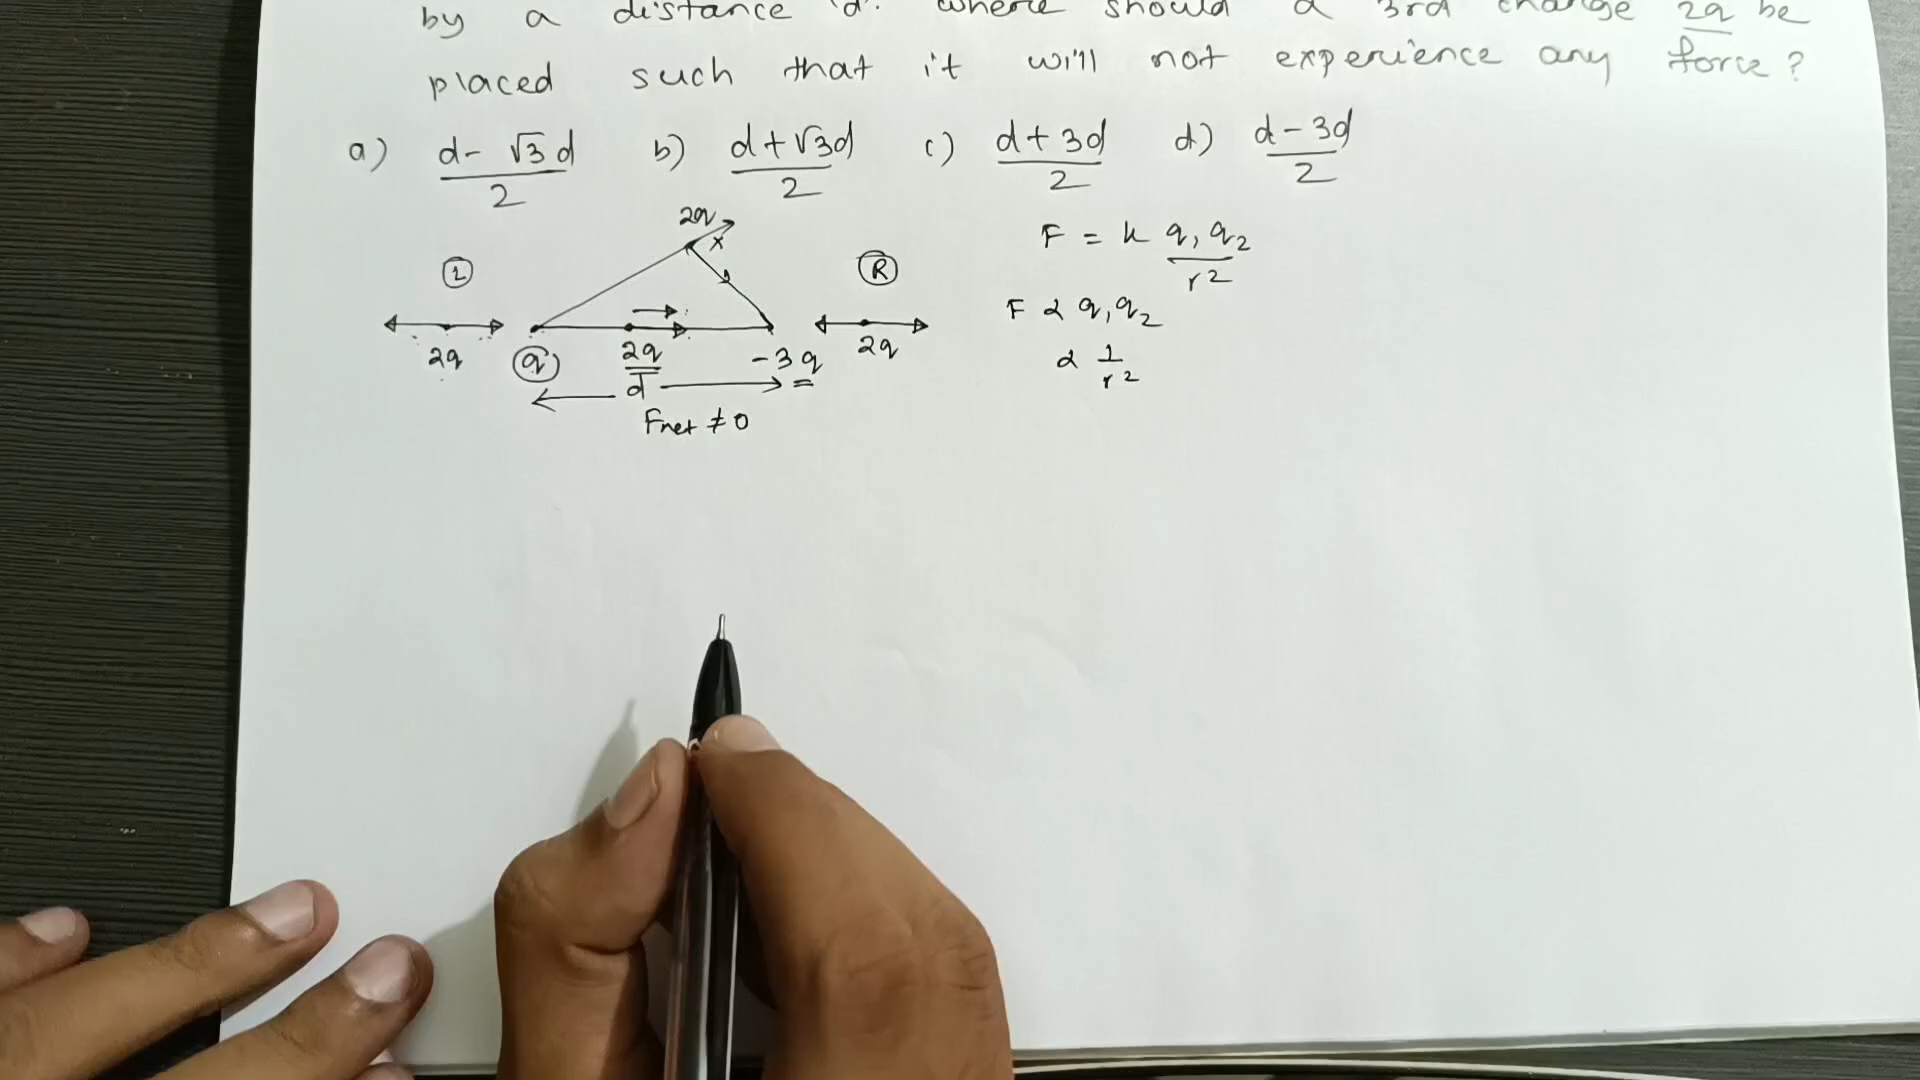 by a distance 'd'. where should a 3rd charge 2q be
placed such that it will not experience any force?
a) d - √3 d / 2 b) d + √3d / 2 c) d + 3d / 2 d) d - 3d / 2
2q
x
F = k q1 q2 / r2
L
R
F α q1 q2
2q
q
2q
-3q
2q
α 1 / r2
d
Fnet ≠ 0